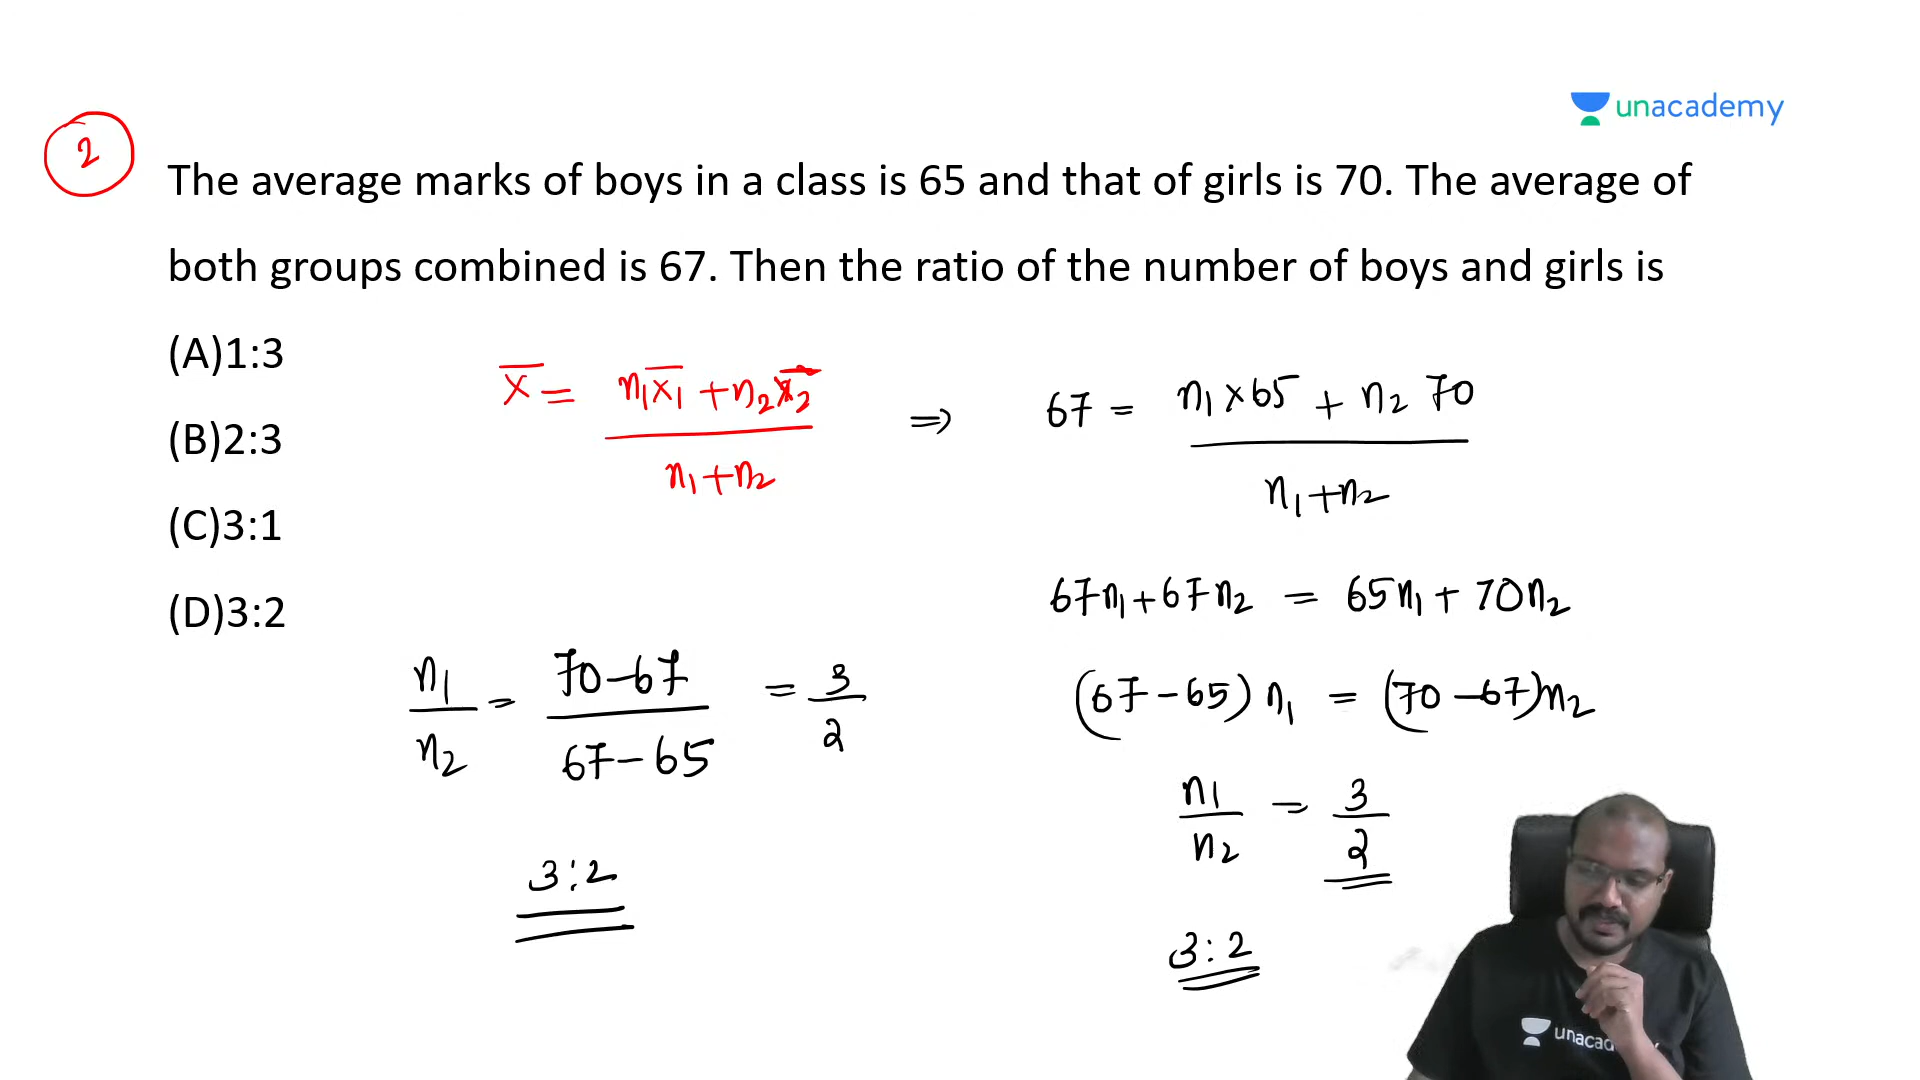 unacademy
2
The average marks of boys in a class is 65 and that of girls is 70. The average of
both groups combined is 67. Then the ratio of the number of boys and girls is
(A)1:3
(B)2:3
(C)3:1
(D)3:2
x̅ = (n₁x̅₁ + n₂x̅₂) / (n₁+n₂)
⇒ 67 = (n₁×65 + n₂ 70) / (n₁+n₂)
67n₁+67n₂ = 65n₁+70n₂
(67-65) n₁ = (70-67)n₂
n₁/n₂ = 3/2
3:2
n₁/n₂ = (70-67)/(67-65) = 3/2
3:2
unacad